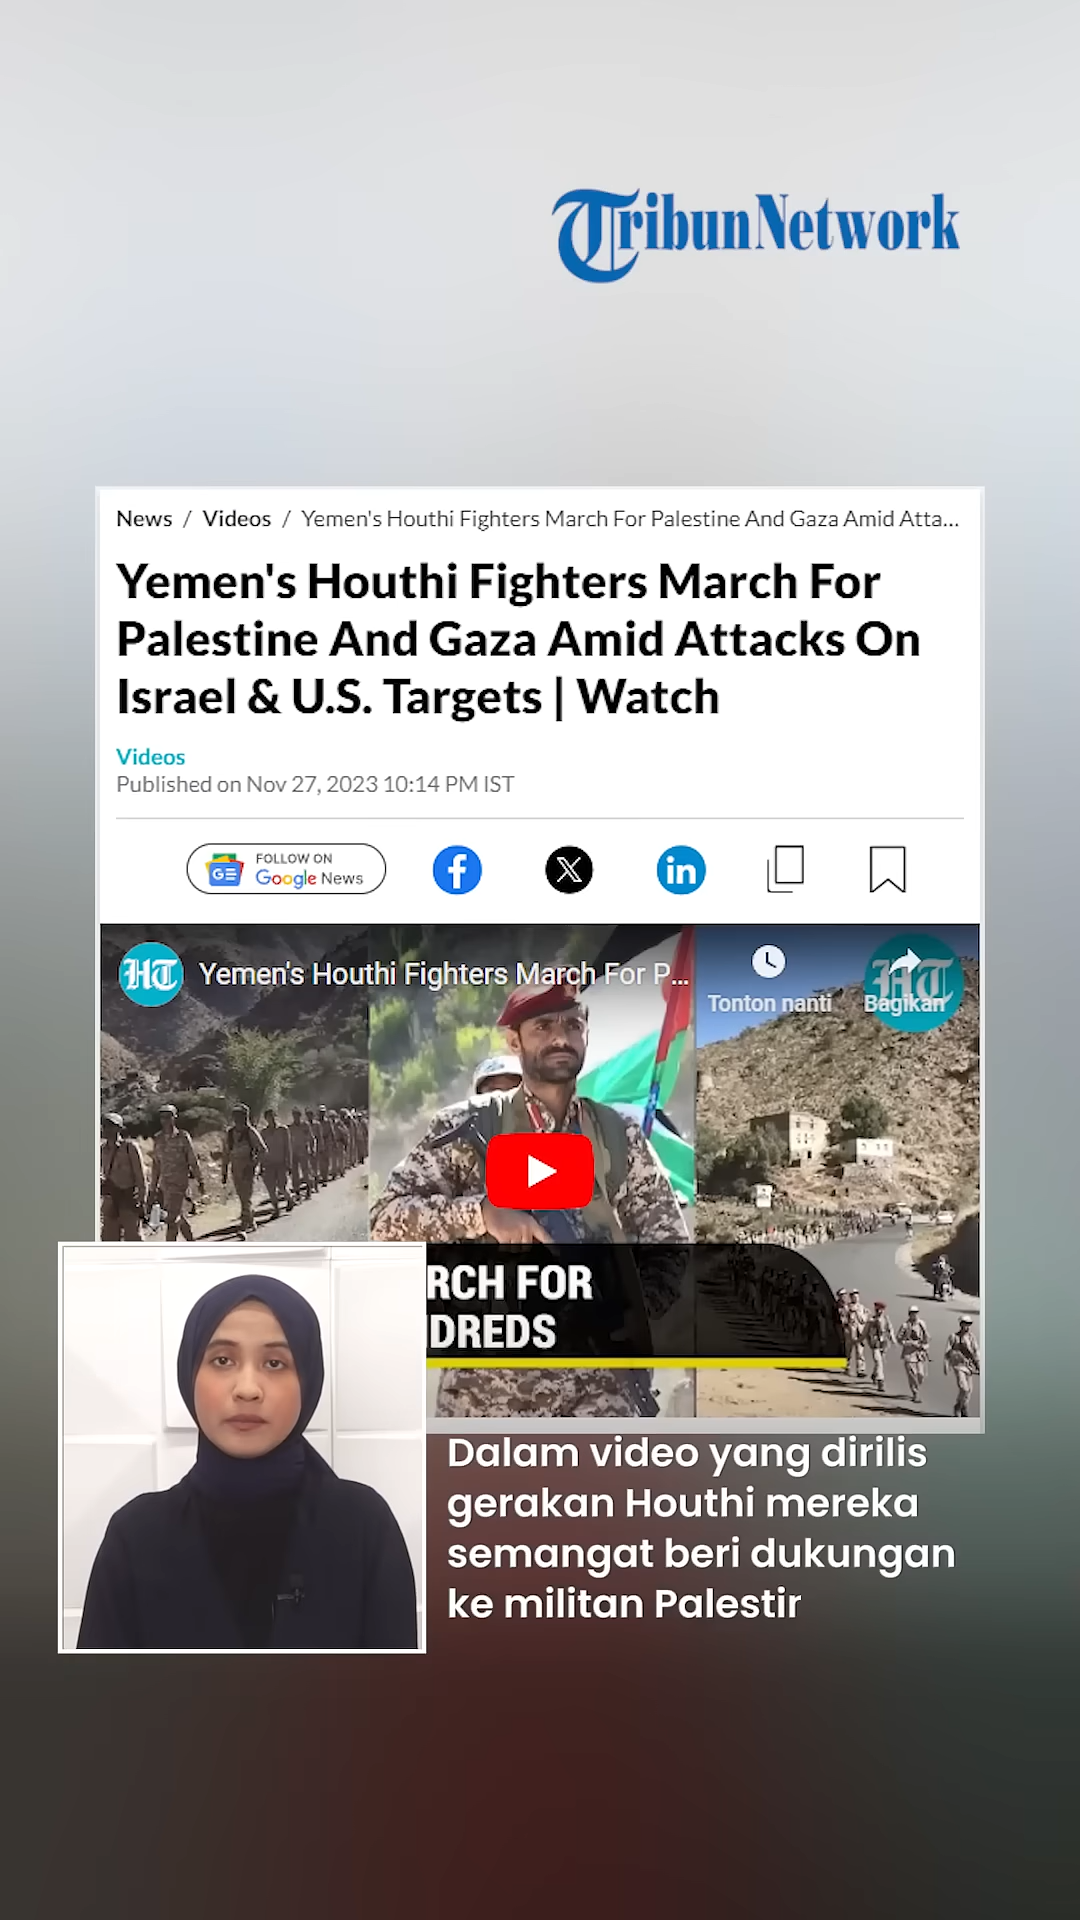 TribunNetwork
News / Videos / Yemen's Houthi Fighters March For Palestine And Gaza Amid Atta...
Yemen's Houthi Fighters March For
Palestine And Gaza Amid Attacks On
Israel & U.S. Targets | Watch
Videos
Published on Nov 27, 2023 10:14 PM IST
FOLLOW ON
Google News
HT
Yemen's Houthi Fighters March For P...
Tonton nanti
Bagikan
HT
RCH FOR
DREDS
Dalam video yang dirilis
gerakan Houthi mereka
semangat beri dukungan
ke militan Palestir